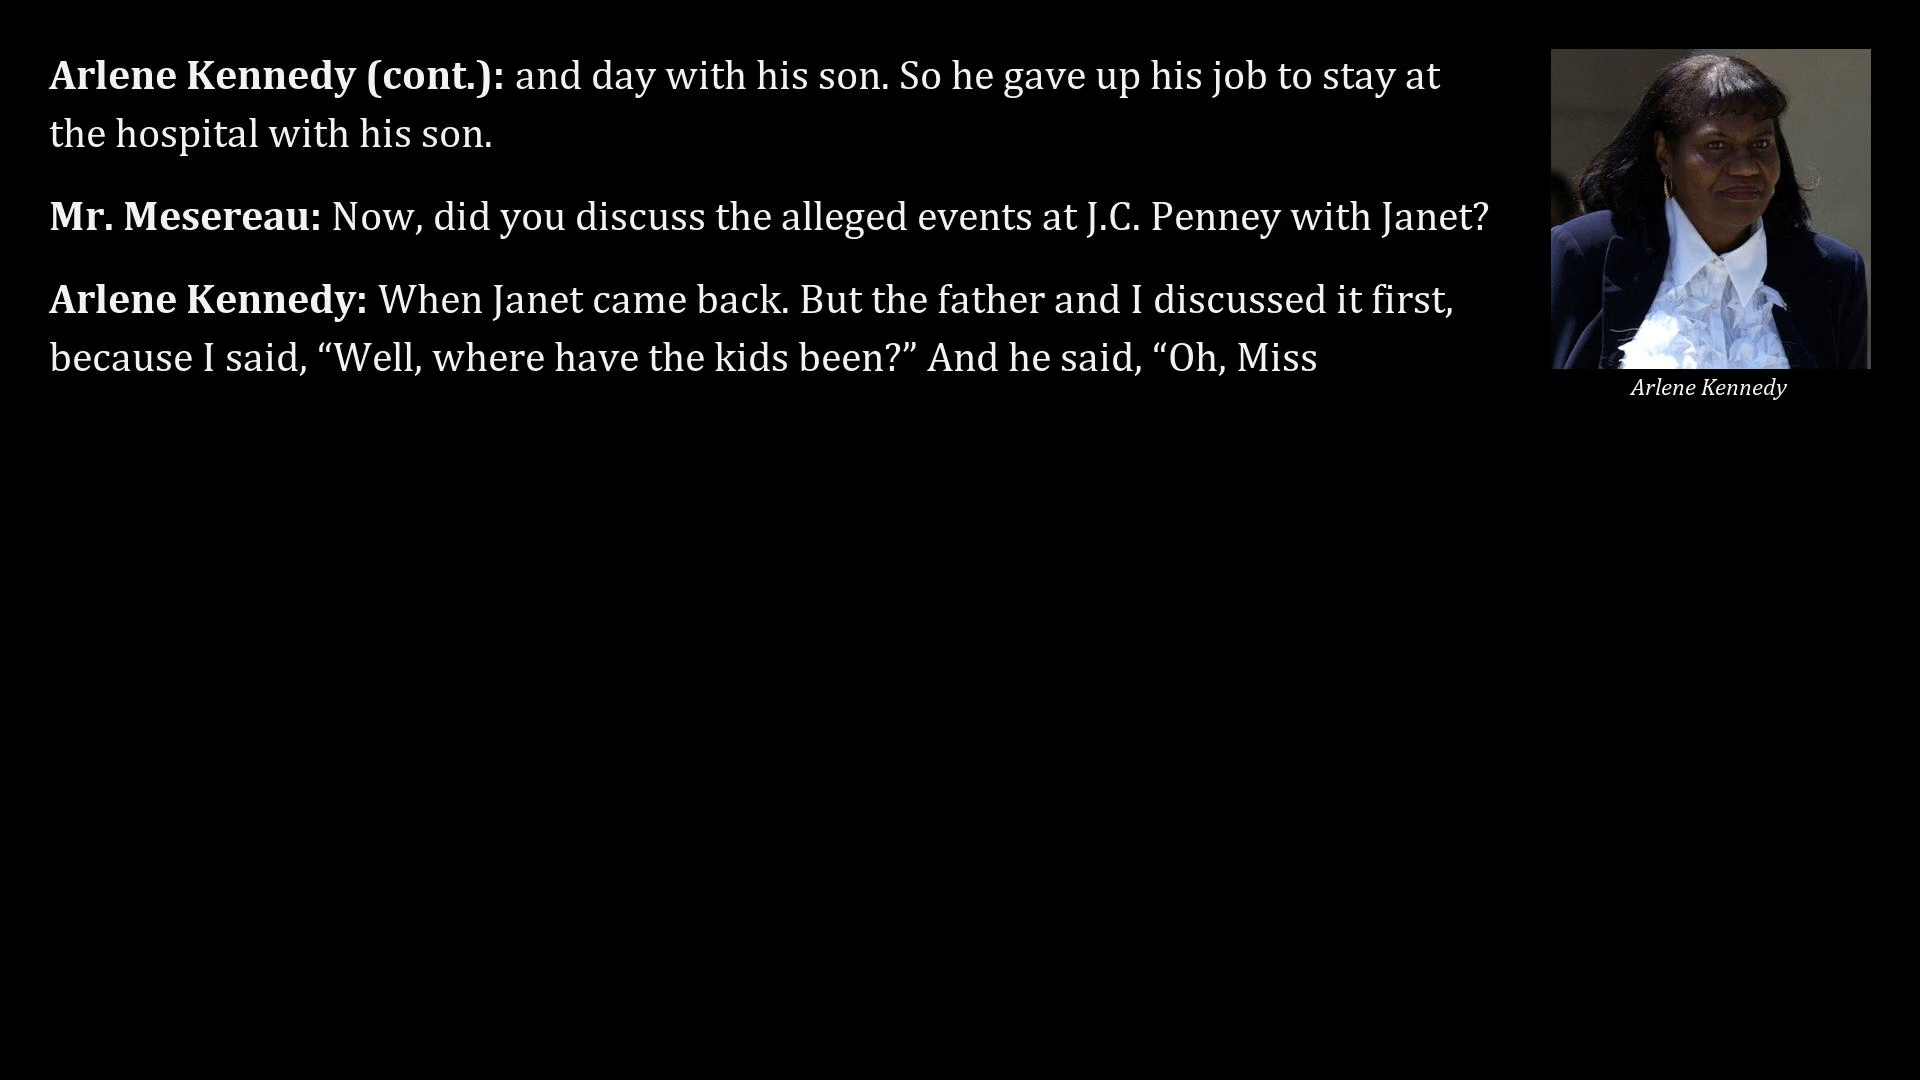 Arlene Kennedy (cont.): and day with his son. So he gave up his job to stay at
the hospital with his son.
Mr. Mesereau: Now, did you discuss the alleged events at J.C. Penney with Janet?
Arlene Kennedy: When Janet came back. But the father and I discussed it first,
because I said, “Well, where have the kids been?” And he said, “Oh, Miss
Arlene Kennedy